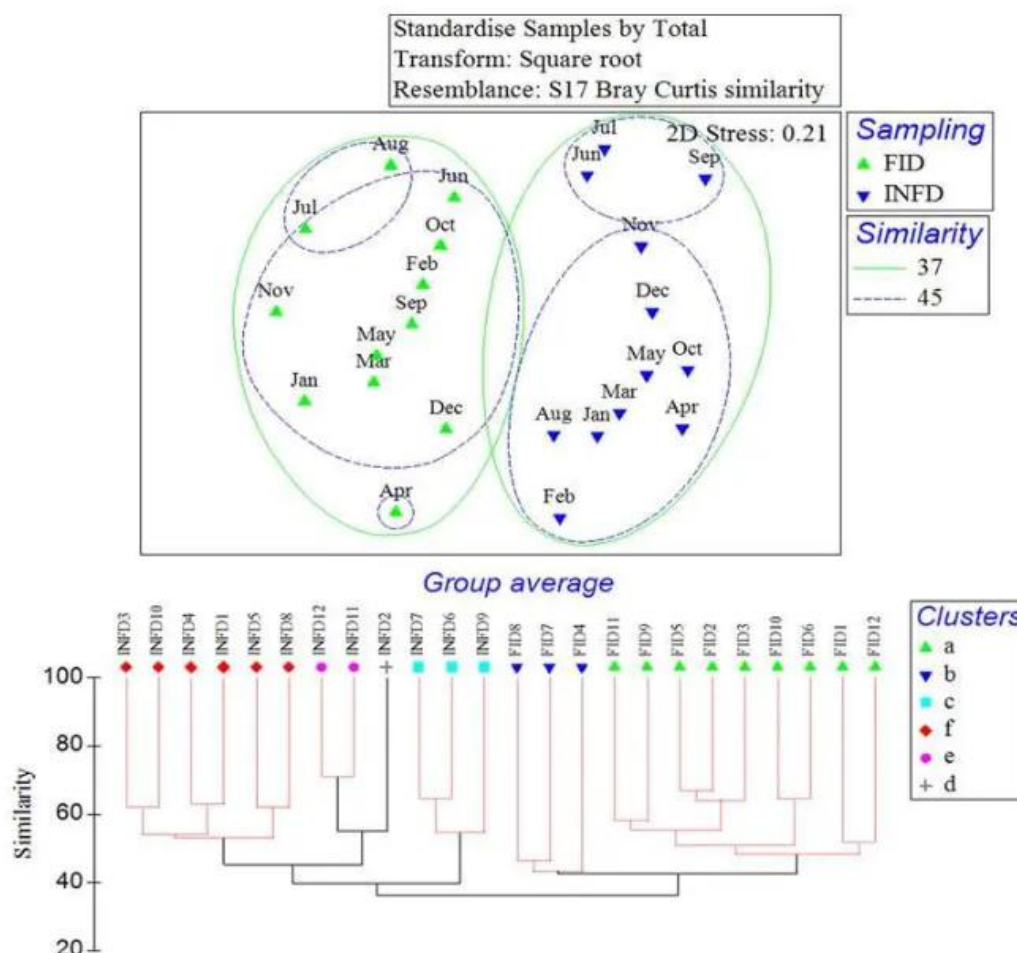 Standardise Samples by Total
Transform: Square root
Resemblance: S17 Bray Curtis similarity
2D Stress: 0.21
Sampling
FID
INFD
Similarity
37
45
Aug
Jun
Jul
Oct
Feb
Nov
Sep
May
Mar
Jan
Dec
Apr
Jul
Jun
Sep
Nov
Dec
May
Oct
Mar
Aug
Jan
Apr
Feb
Group average
INFD3
INFD10
INFD4
INFD1
INFD5
INFD8
INFD12
INFD11
INFD2
INFD7
INFD6
INFD9
FID8
FID7
FID4
FID11
FID9
FID5
FID2
FID3
FID10
FID6
FID1
FID12
Clusters
a
b
c
f
e
d
100
80
60
40
20
Similarity